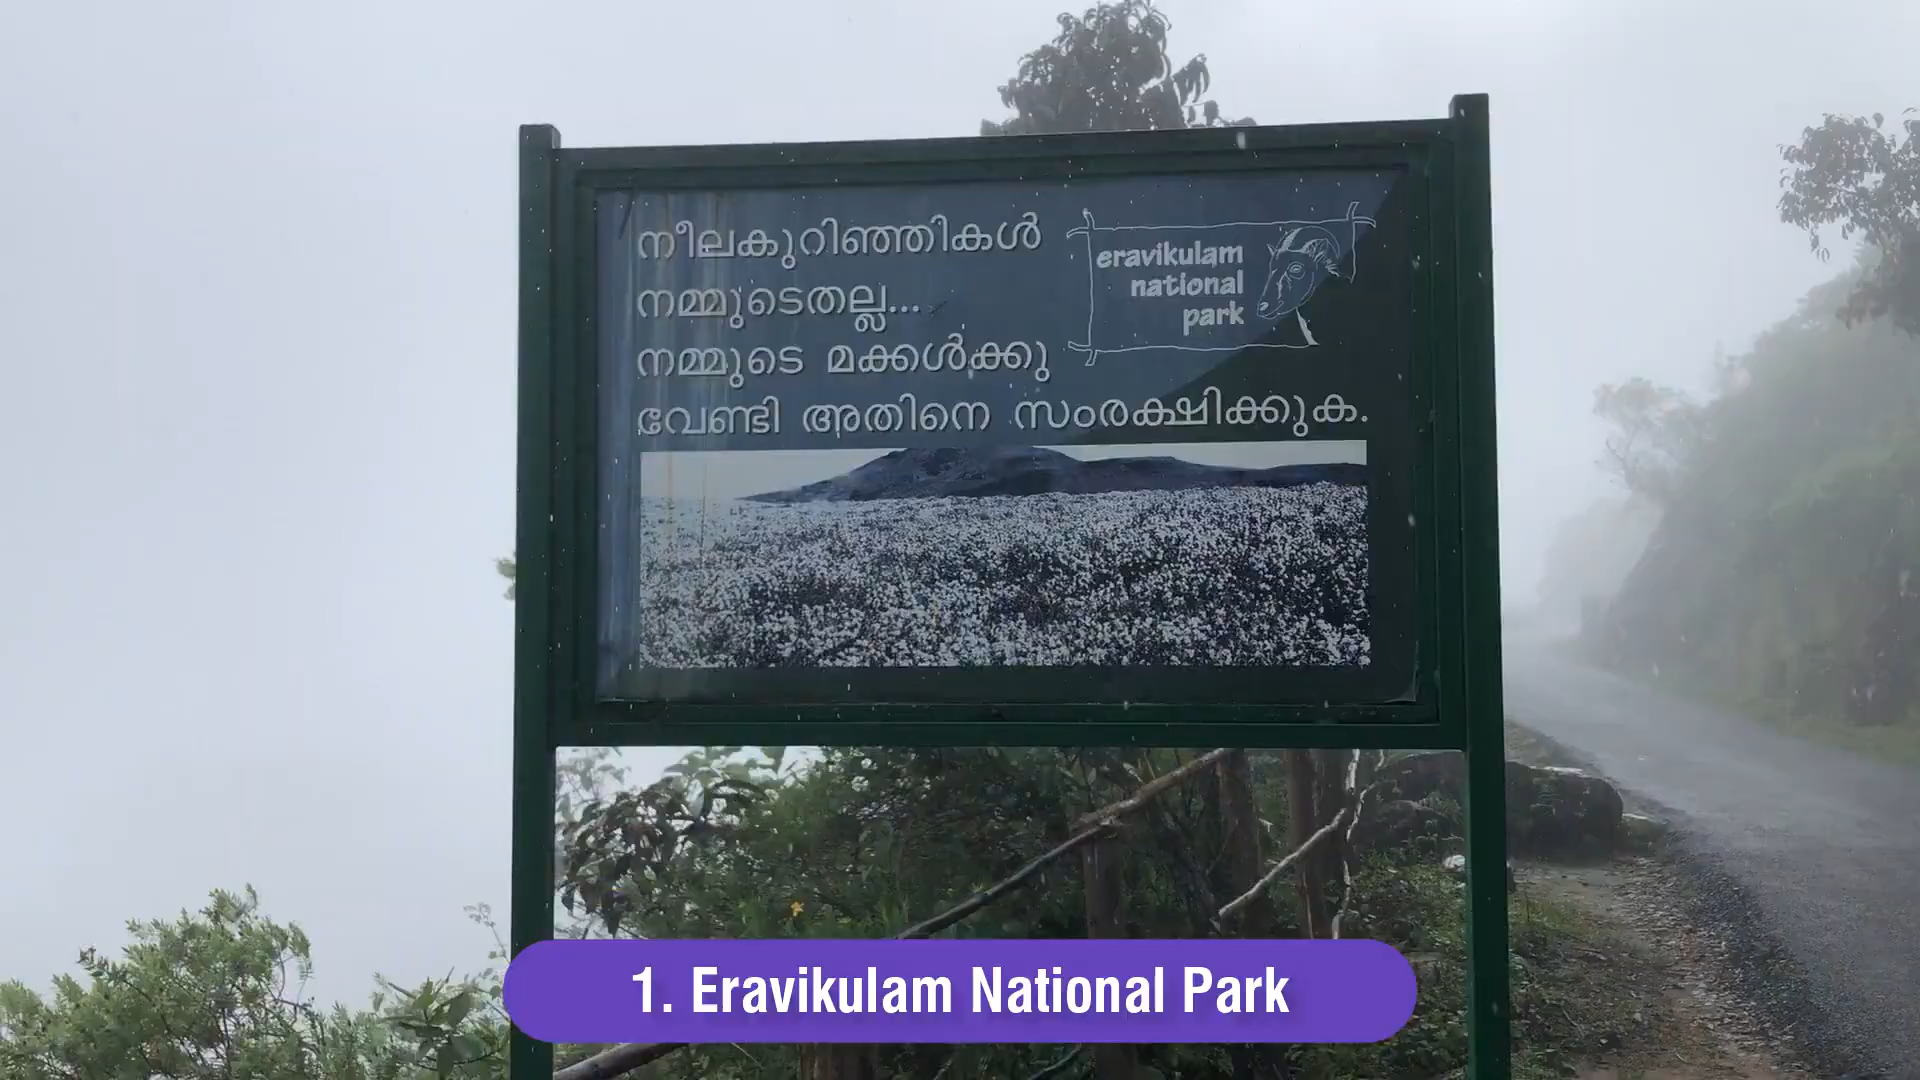 നീലകുറിഞ്ഞികൾ
നമ്മുടെതല്ല...
നമ്മുടെ മക്കൾക്കു
വേണ്ടി അതിനെ സംരക്ഷിക്കുക.
eravikulam
national
park
1. Eravikulam National Park